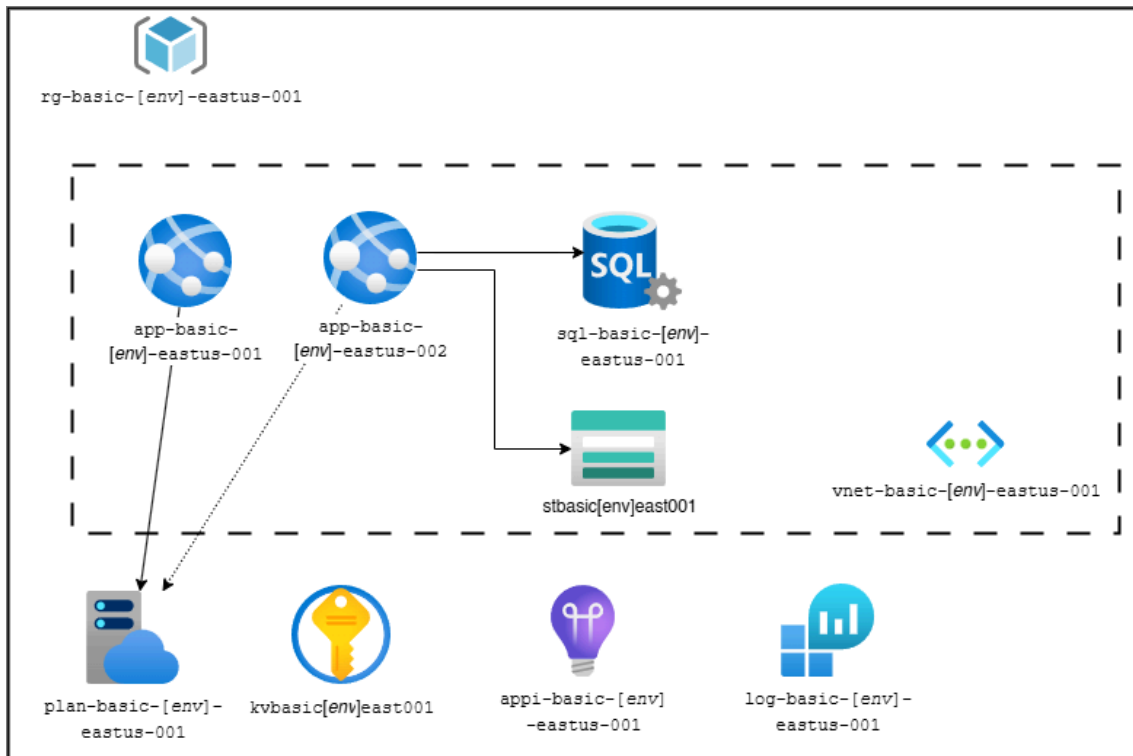 rg-basic-[env]-eastus-001
app-basic-
[env]-eastus-001
app-basic-
[env]-eastus-002
SQL
sql-basic-[env]-
eastus-001
stbasic[env]east001
vnet-basic-[env]-eastus-001
plan-basic-[env]-
eastus-001
kvbasic[env]east001
appi-basic-[env]
-eastus-001
log-basic-[env]-
eastus-001